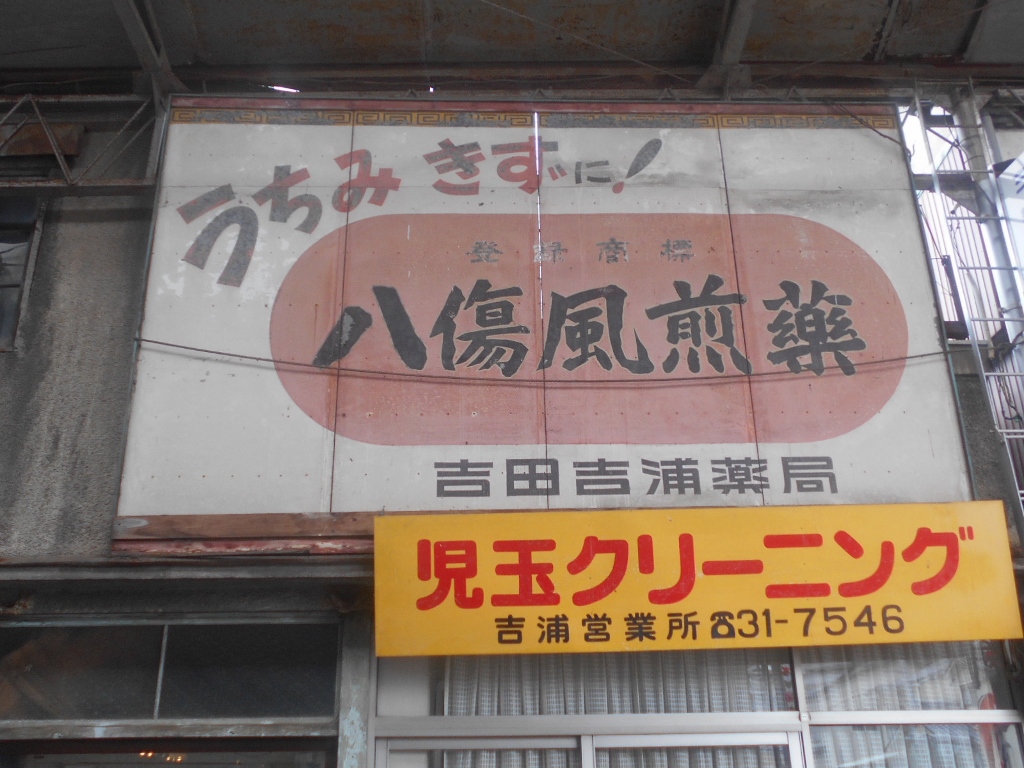 うちみ きずに!
登録商標
八傷風煎薬
吉田吉浦薬局
児玉クリーニング
吉浦営業所☎31-7546